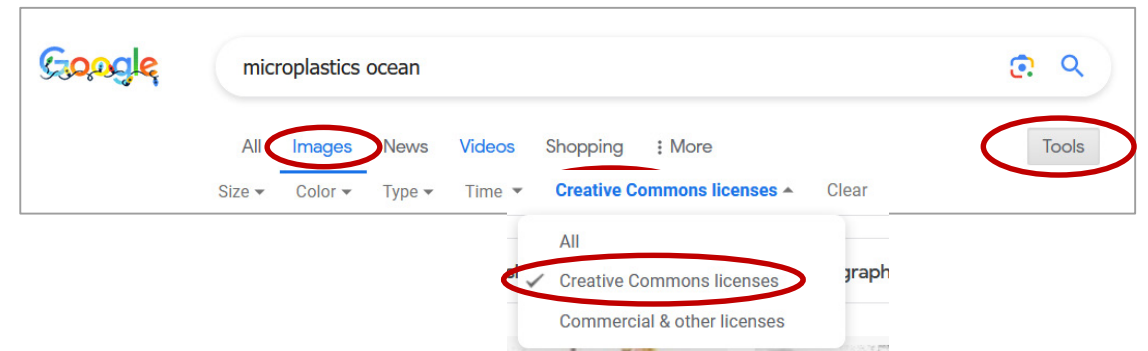 Google
microplastics ocean
All Images News Videos Shopping More Tools
Size Color Type Time Creative Commons licenses Clear
All
Creative Commons licenses
graph
Commercial & other licenses